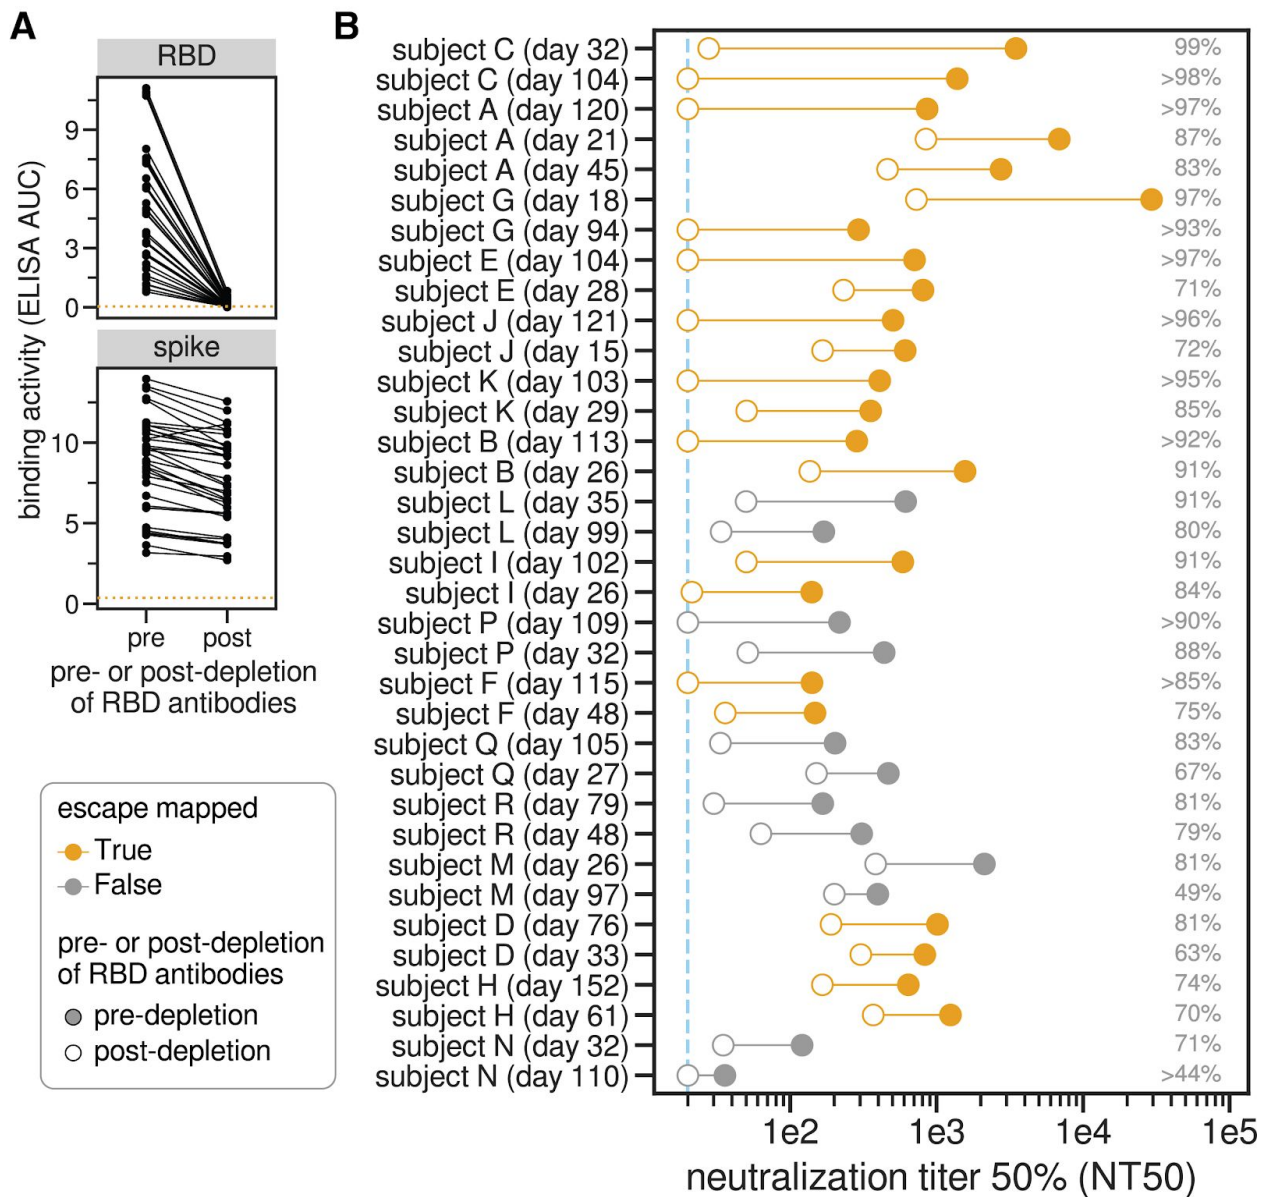 A
RBD
9
6
3
0
spike
10
5
0
binding activity (ELISA AUC)
pre post
pre- or post-depletion
of RBD antibodies
escape mapped
True
False
pre- or post-depletion
of RBD antibodies
pre-depletion
post-depletion
B
subject C (day 32) 99%
subject C (day 104) >98%
subject A (day 120) >97%
subject A (day 21) 87%
subject A (day 45) 83%
subject G (day 18) 97%
subject G (day 94) >93%
subject E (day 104) >97%
subject E (day 28) 71%
subject J (day 121) >96%
subject J (day 15) 72%
subject K (day 103) >95%
subject K (day 29) 85%
subject B (day 113) >92%
subject B (day 26) 91%
subject L (day 35) 91%
subject L (day 99) 80%
subject I (day 102) 91%
subject I (day 26) 84%
subject P (day 109) >90%
subject P (day 32) 88%
subject F (day 115) >85%
subject F (day 48) 75%
subject Q (day 105) 83%
subject Q (day 27) 67%
subject R (day 79) 81%
subject R (day 48) 79%
subject M (day 26) 81%
subject M (day 97) 49%
subject D (day 76) 81%
subject D (day 33) 63%
subject H (day 152) 74%
subject H (day 61) 70%
subject N (day 32) 71%
subject N (day 110) >44%
1e2 1e3 1e4 1e5
neutralization titer 50% (NT50)